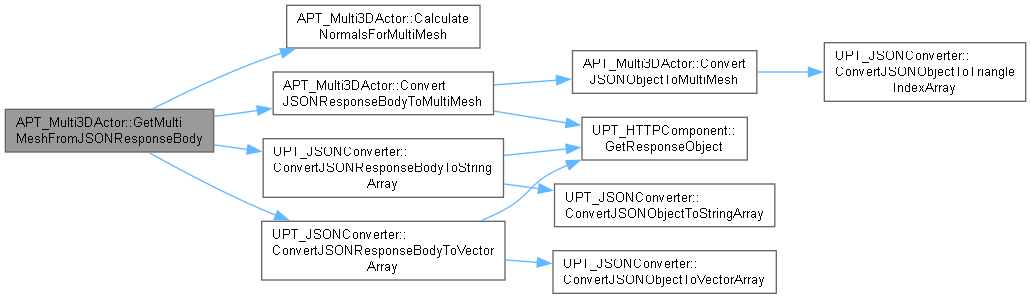 APT_Multi3DActor::GetMulti
MeshFromJSONResponseBody
APT_Multi3DActor::Calculate
NormalsForMultiMesh
APT_Multi3DActor::Convert
JSONResponseBodyToMultiMesh
UPT_JSONConverter::
ConvertJSONResponseBodyToString
Array
UPT_JSONConverter::
ConvertJSONResponseBodyToVector
Array
APT_Multi3DActor::Convert
JSONObjectToMultiMesh
UPT_HTTPComponent::
GetResponseObject
UPT_JSONConverter::
ConvertJSONObjectToStringArray
UPT_JSONConverter::
ConvertJSONObjectToVectorArray
UPT_JSONConverter::
ConvertJSONObjectToTriangle
IndexArray